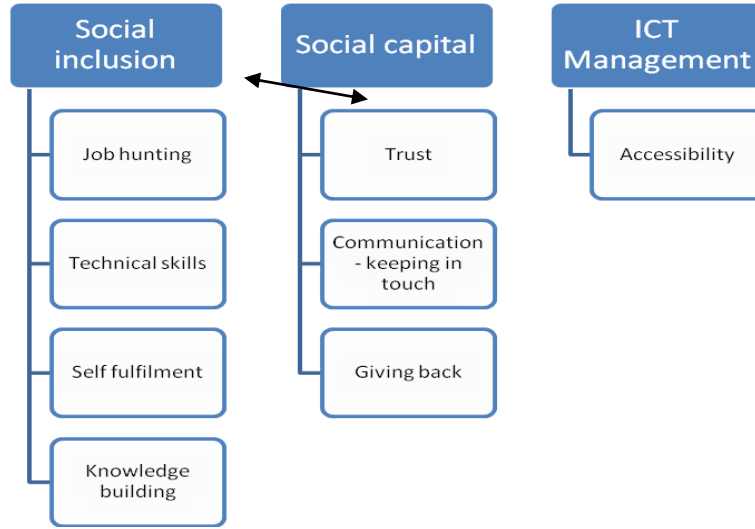 Social
inclusion
Job hunting
Technical skills
Self fulfilment
Knowledge
building
Social capital
Trust
Communication
- keeping in
touch
Giving back
ICT
Management
Accessibility